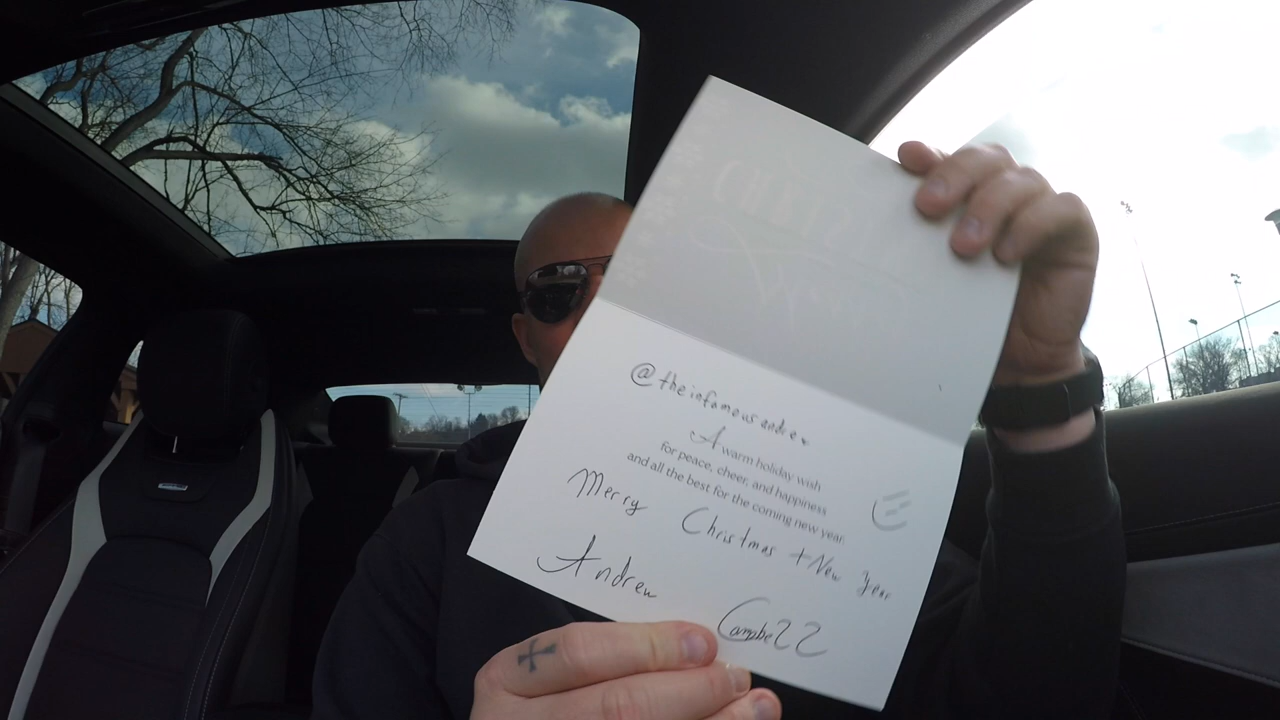 @theinfamousandrew
A warm holiday wish
for peace, cheer, and happiness
and all the best for the coming new year.
Merry Christmas + New Year
Andrew Campbell